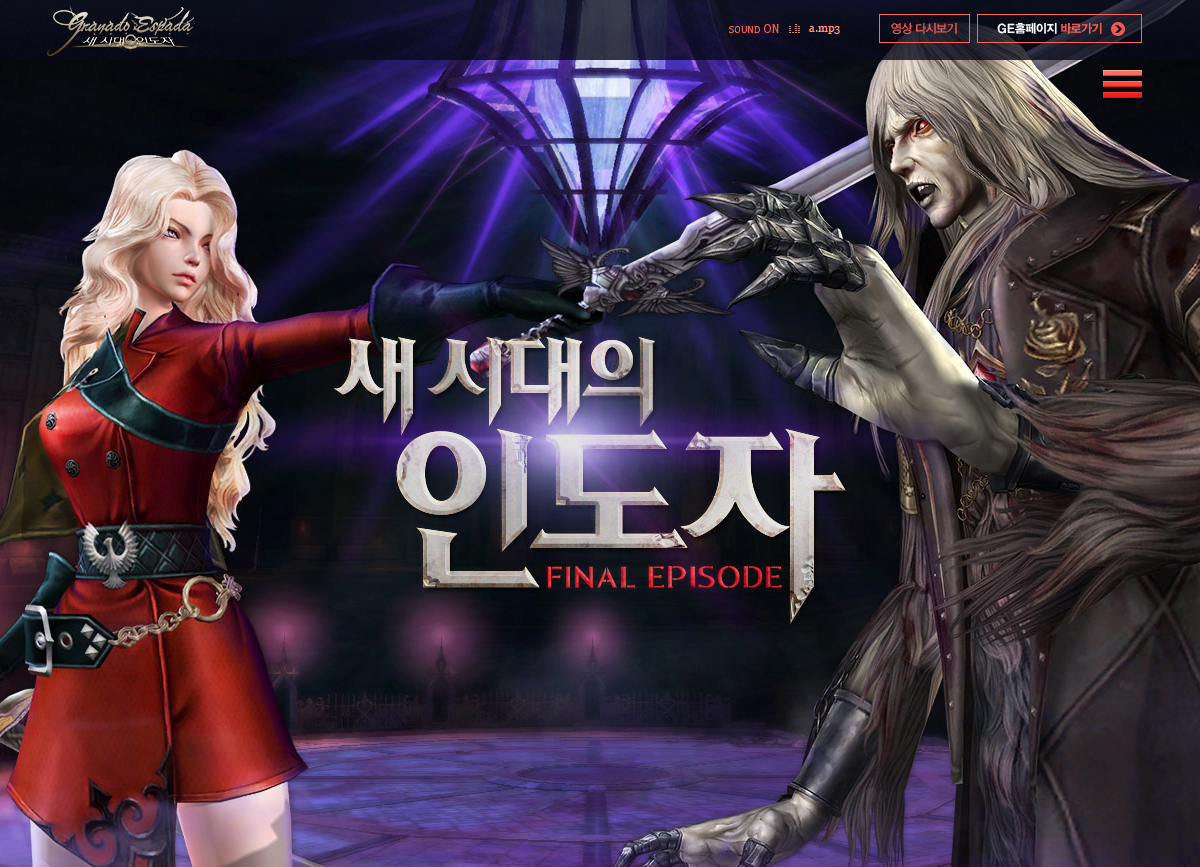 Granado Espada
새 시대의 인도자
SOUND ON
a.mp3
영상 다시보기
GE홈페이지 바로가기
새 시대의
인도자
FINAL EPISODE